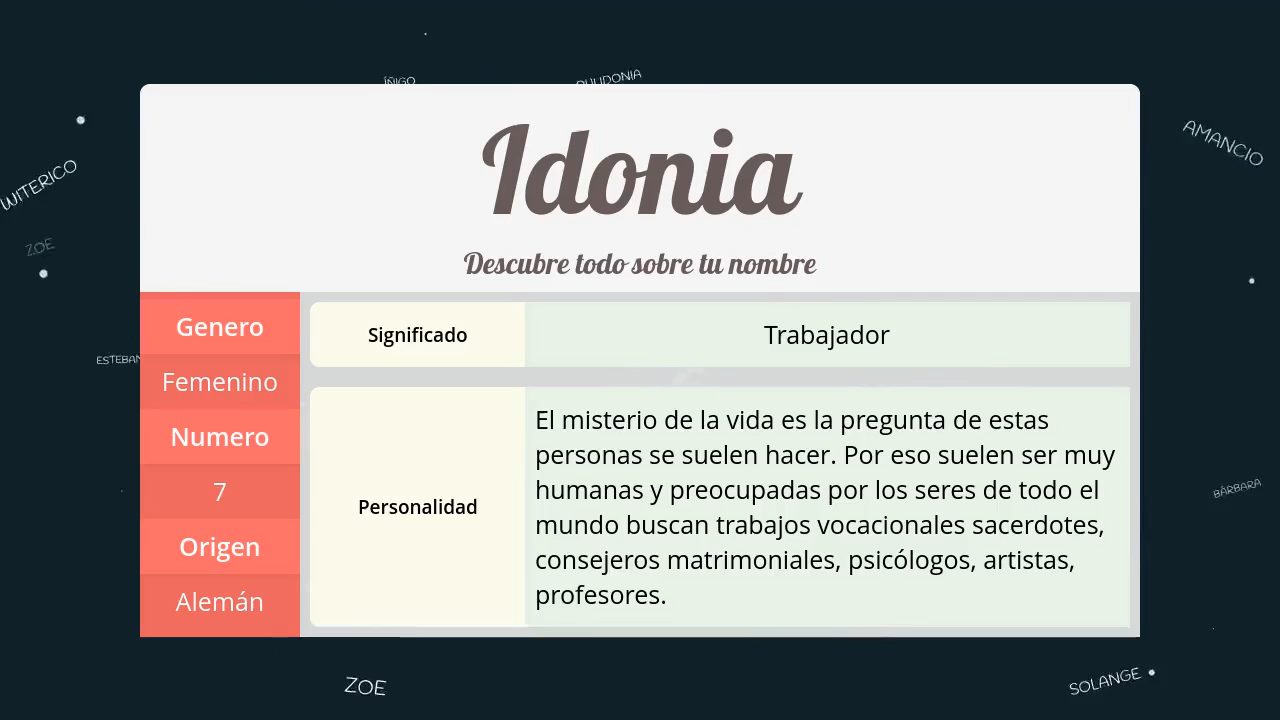 ÍÑIGO
WITERICO
AMANCIO
ZOE
ESTEBAN
Idonia
Descubre todo sobre tu nombre
Genero
Femenino
Numero
7
Origen
Alemán
Significado
Trabajador
Personalidad
El misterio de la vida es la pregunta de estas
personas se suelen hacer. Por eso suelen ser muy
humanas y preocupadas por los seres de todo el
mundo buscan trabajos vocacionales sacerdotes,
consejeros matrimoniales, psicólogos, artistas,
profesores.
BÁRBARA
ZOE
SOLANGE